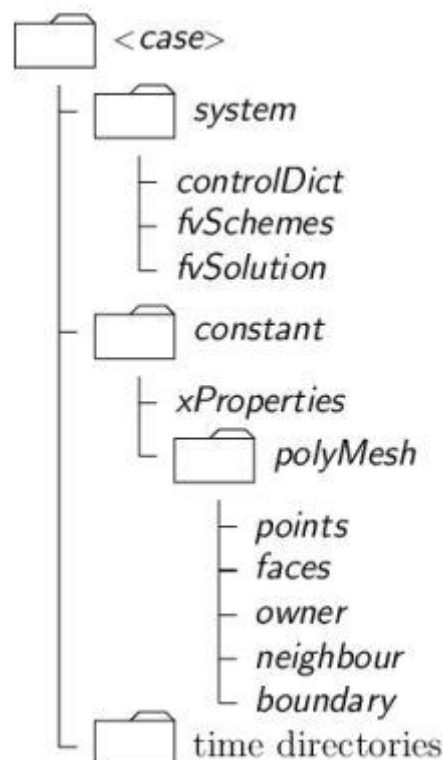 <case>
system
controlDict
fvSchemes
fvSolution
constant
xProperties
polyMesh
points
faces
owner
neighbour
boundary
time directories